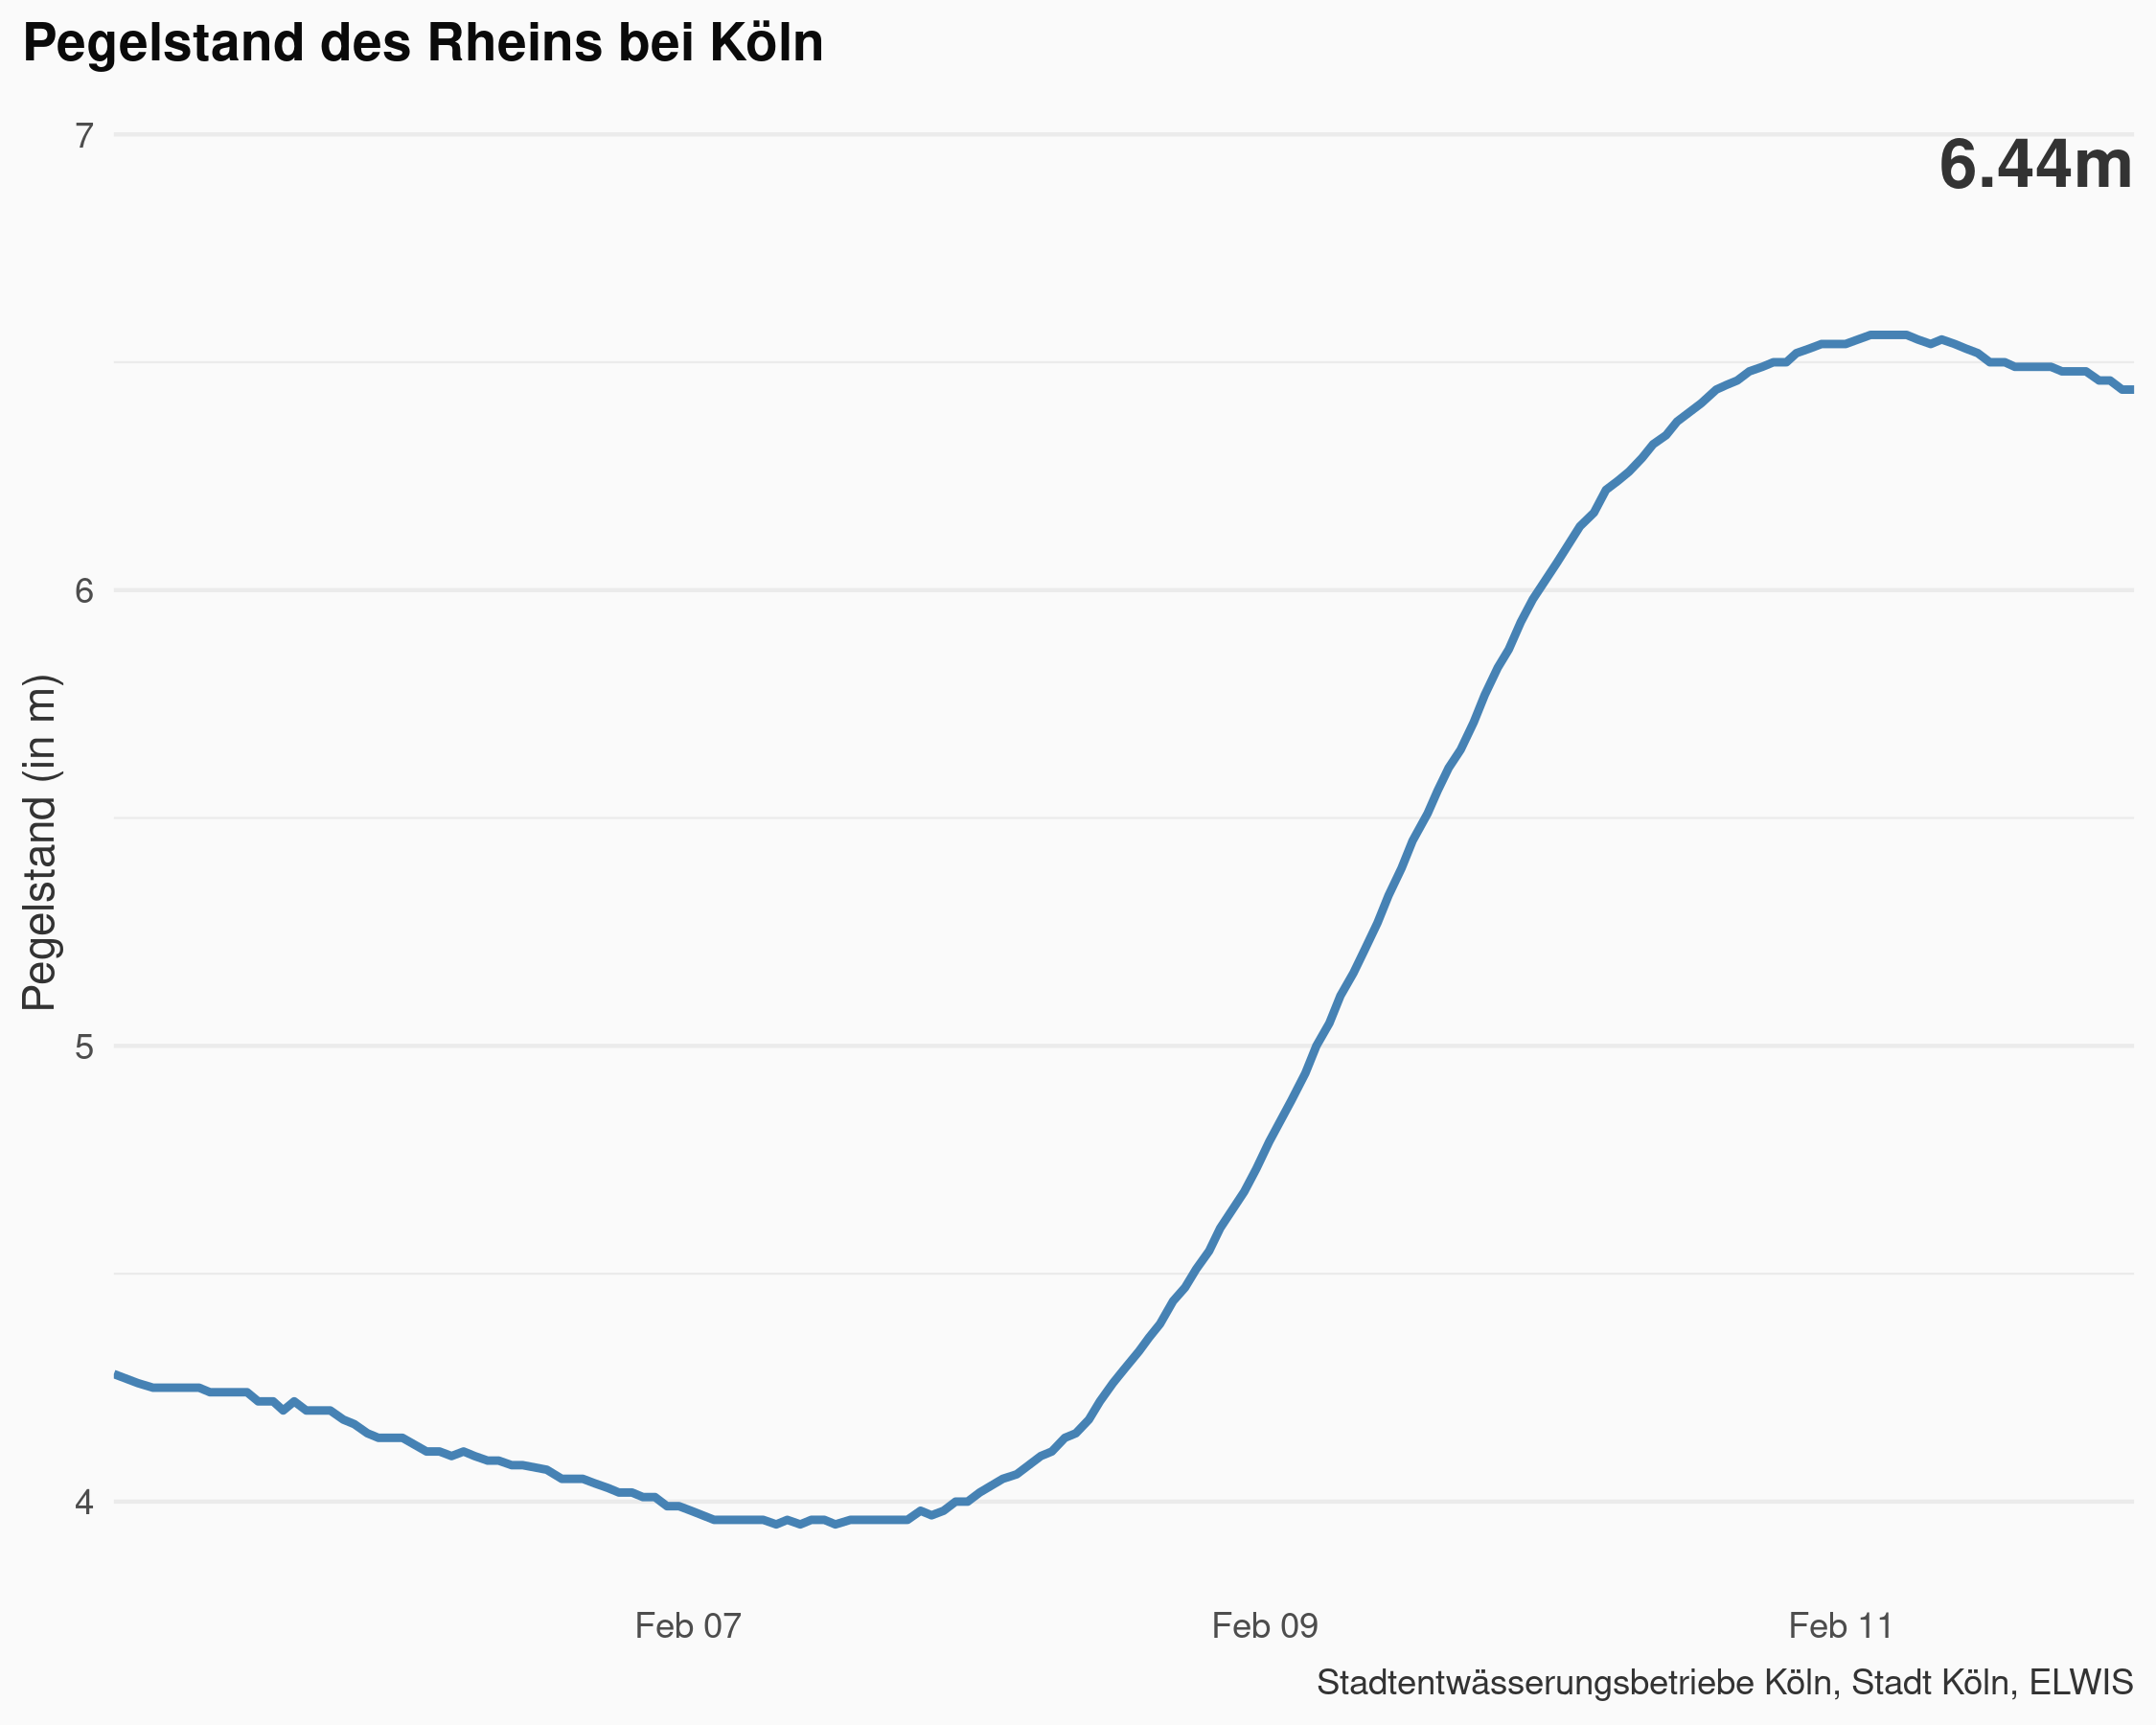 Pegelstand des Rheins bei Köln
7
6.44m
6
Pegelstand (in m)
5
4
Feb 07
Feb 09
Feb 11
Stadtentwässerungsbetriebe Köln, Stadt Köln, ELWIS